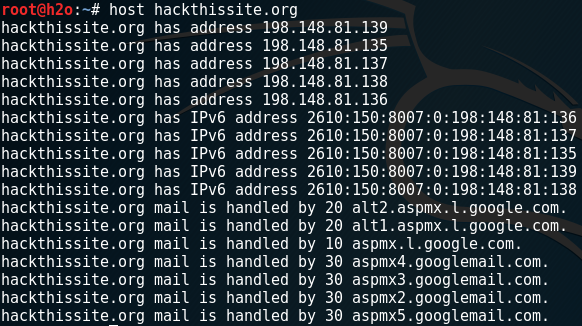 root@h2o:~# host hackthissite.org
hackthissite.org has address 198.148.81.139
hackthissite.org has address 198.148.81.135
hackthissite.org has address 198.148.81.137
hackthissite.org has address 198.148.81.138
hackthissite.org has address 198.148.81.136
hackthissite.org has IPv6 address 2610:150:8007:0:198:148:81:136
hackthissite.org has IPv6 address 2610:150:8007:0:198:148:81:137
hackthissite.org has IPv6 address 2610:150:8007:0:198:148:81:135
hackthissite.org has IPv6 address 2610:150:8007:0:198:148:81:139
hackthissite.org has IPv6 address 2610:150:8007:0:198:148:81:138
hackthissite.org mail is handled by 20 alt2.aspmx.l.google.com.
hackthissite.org mail is handled by 20 alt1.aspmx.l.google.com.
hackthissite.org mail is handled by 10 aspmx.l.google.com.
hackthissite.org mail is handled by 30 aspmx4.googlemail.com.
hackthissite.org mail is handled by 30 aspmx3.googlemail.com.
hackthissite.org mail is handled by 30 aspmx2.googlemail.com.
hackthissite.org mail is handled by 30 aspmx5.googlemail.com.